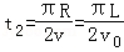 t₂ = πR/2v = πL/2v₀